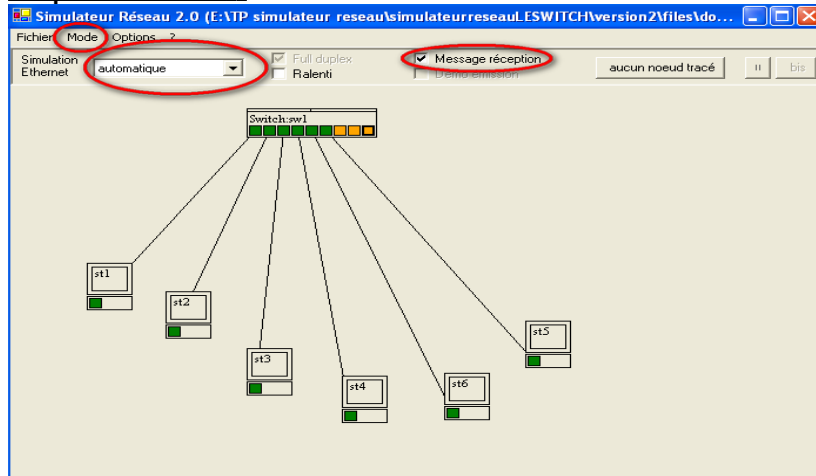 Simulateur Réseau 2.0 (E:\TP simulateur reseau\simulateurreseauLESWITCH\version2\files\do...
Fichier Mode Options ?
Simulation
Ethernet
automatique
Full duplex
Ralenti
Message réception
Démo émission
aucun noeud tracé
bis
Switch:sw1
st1
st2
st3
st4
st6
st5